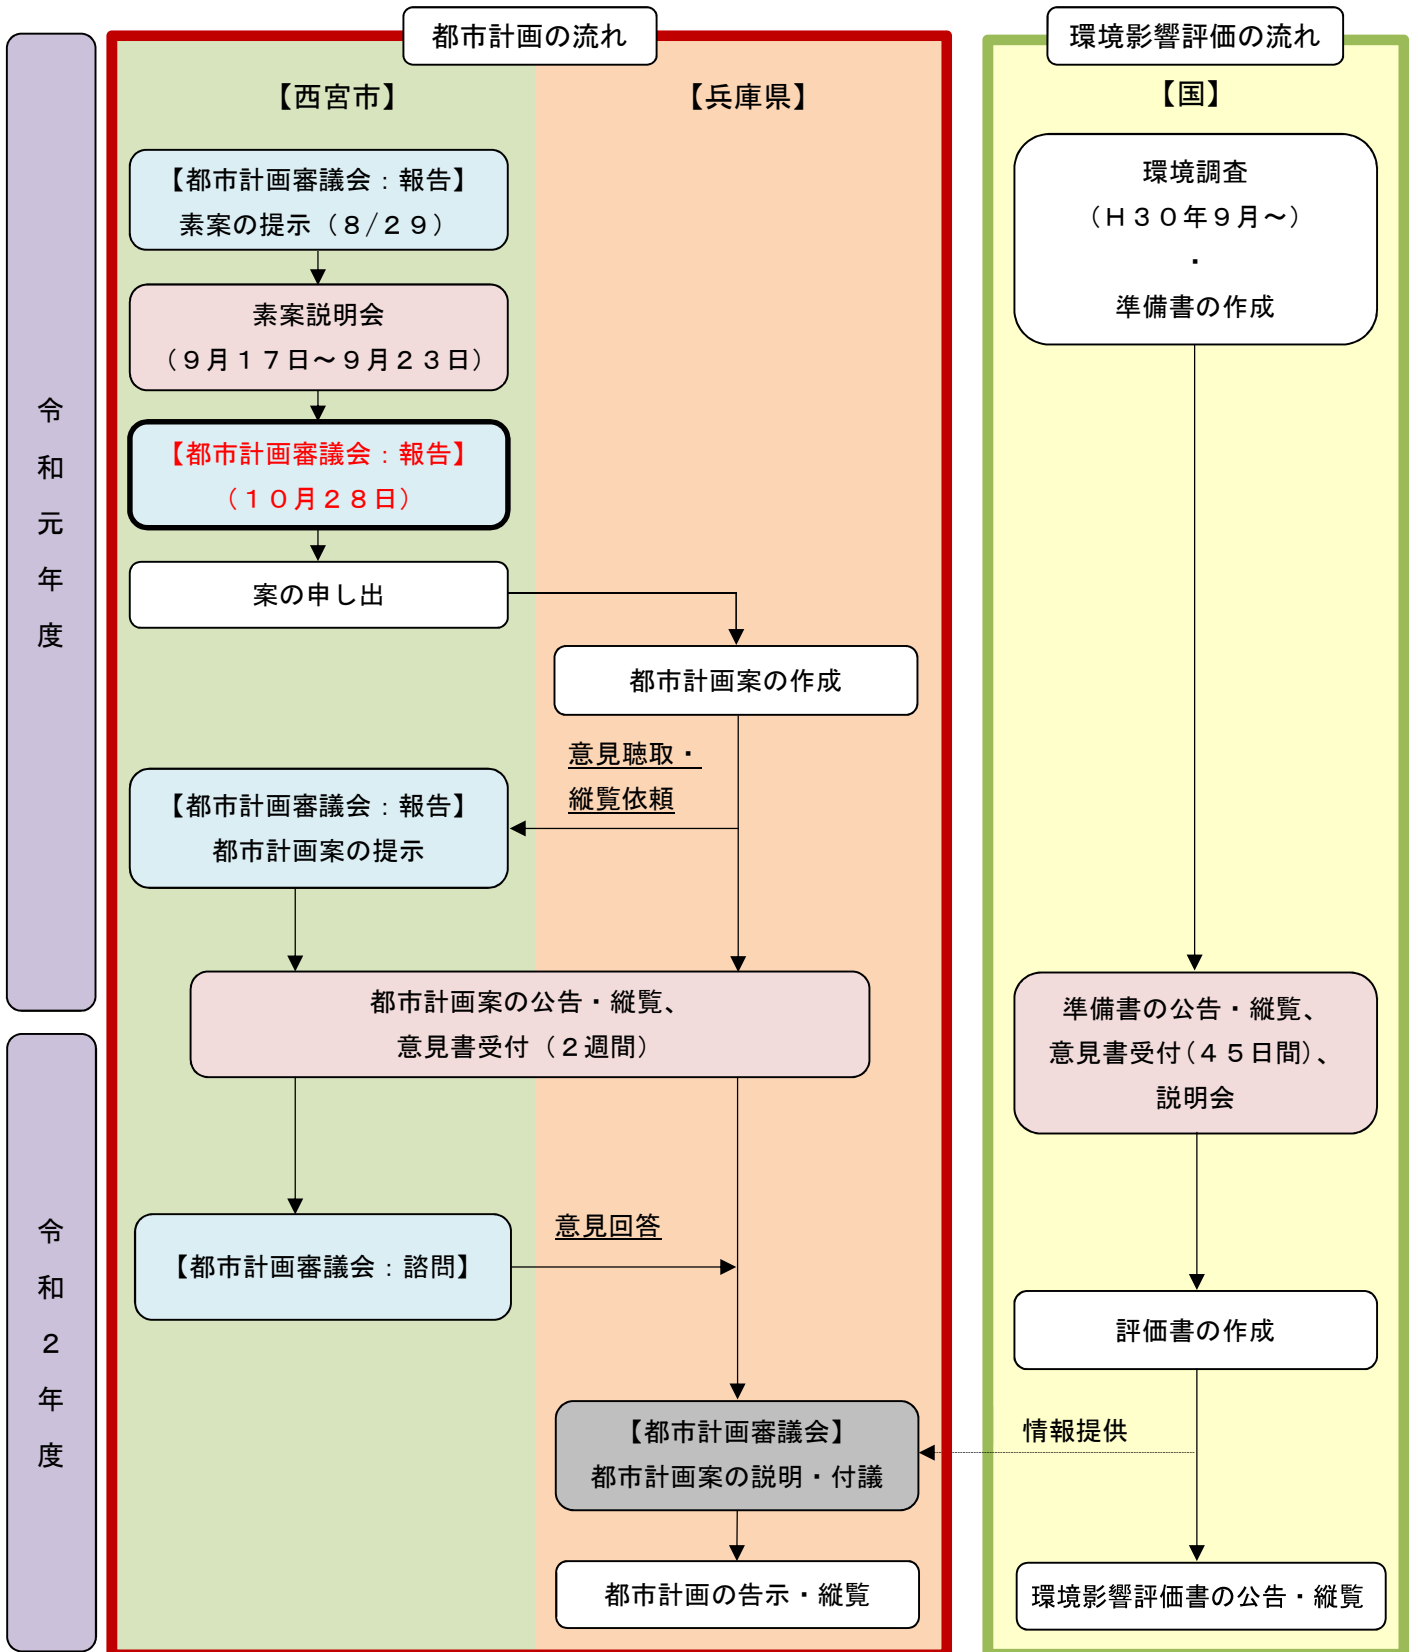 都市計画の流れ
環境影響評価の流れ
【西宮市】
【兵庫県】
【国】
令和元年度
【都市計画審議会：報告】
素案の提示（８/２９）
素案説明会
（９月１７日～９月２３日）
【都市計画審議会：報告】
（１０月２８日）
案の申し出
都市計画案の作成
意見聴取・
縦覧依頼
【都市計画審議会：報告】
都市計画案の提示
都市計画案の公告・縦覧、
意見書受付（２週間）
令和２年度
【都市計画審議会：諮問】
意見回答
【都市計画審議会】
都市計画案の説明・付議
都市計画の告示・縦覧
環境調査
（Ｈ３０年９月～）
・
準備書の作成
準備書の公告・縦覧、
意見書受付（４５日間）、
説明会
評価書の作成
情報提供
環境影響評価書の公告・縦覧